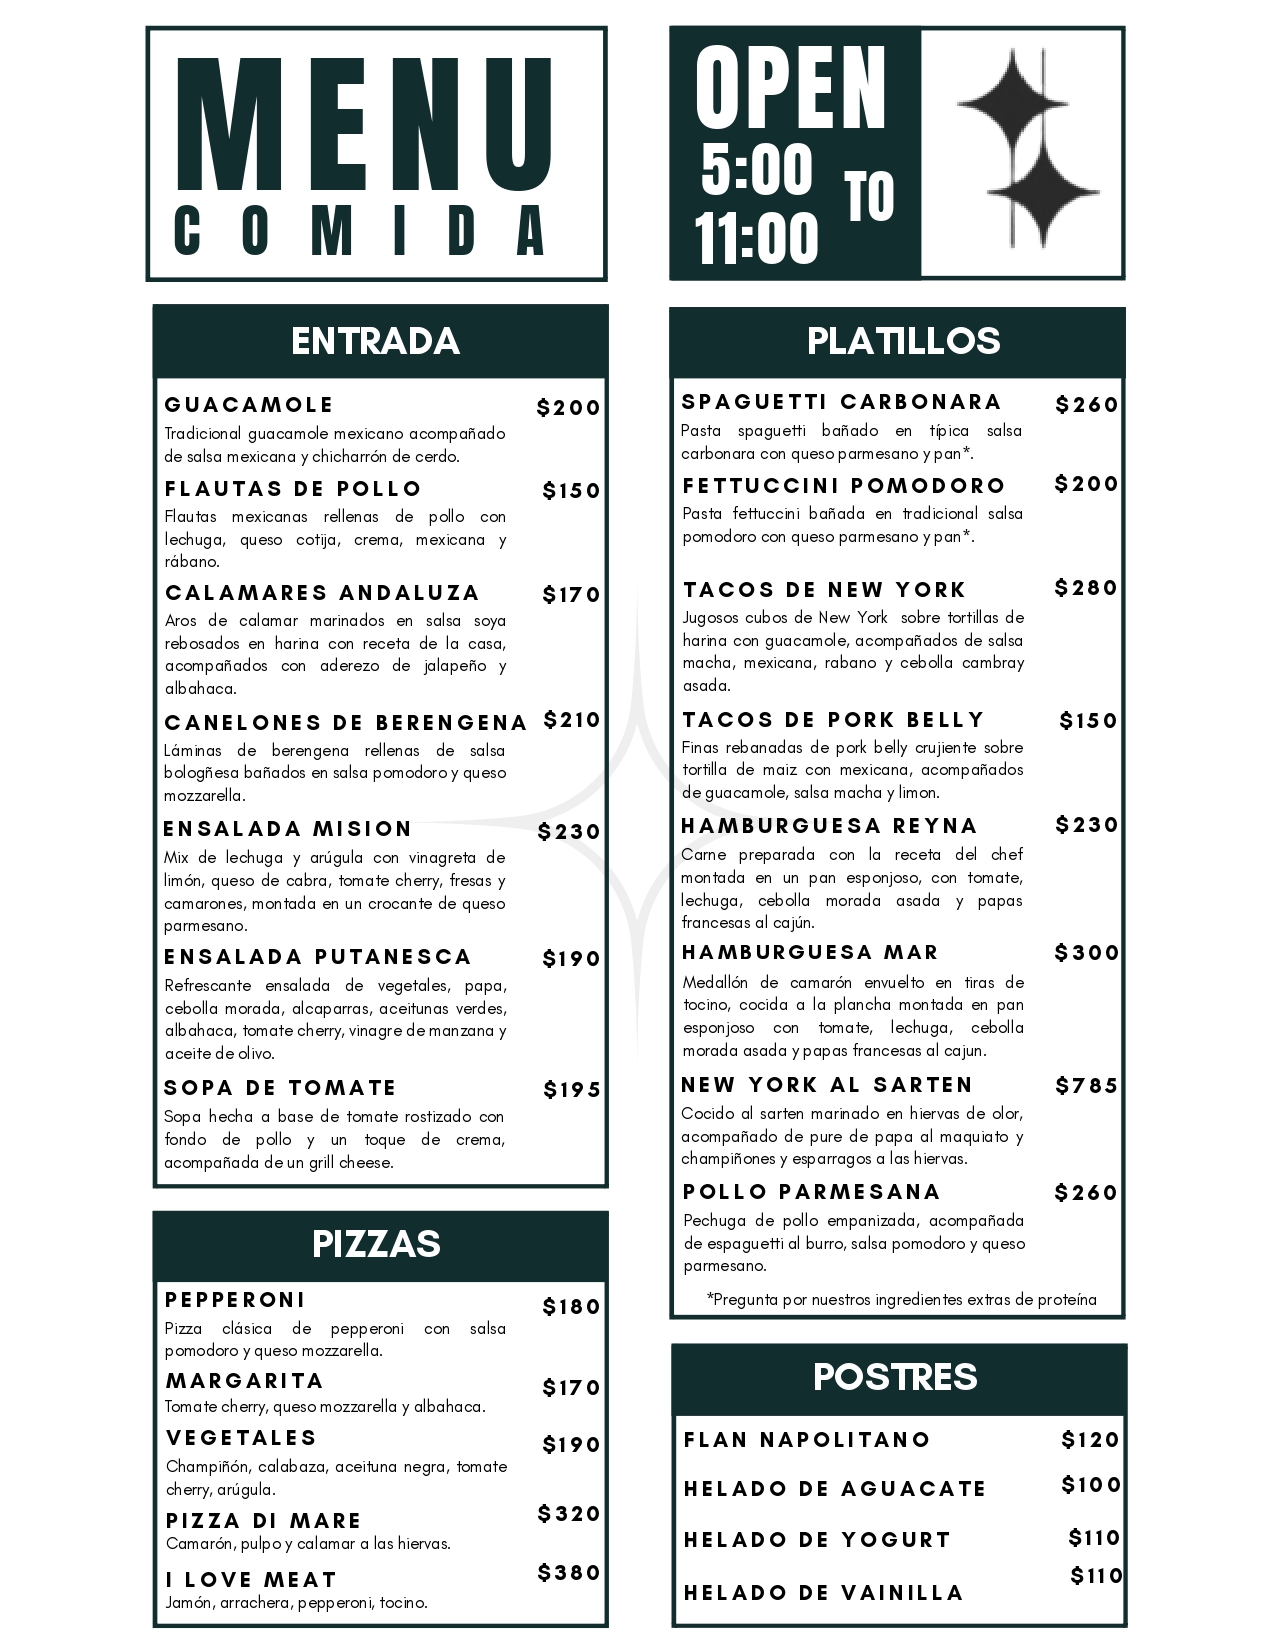 MENU
COMIDA
OPEN
5:00
TO
11:00
ENTRADA
GUACAMOLE $200
Tradicional guacamole mexicano acompañado
de salsa mexicana y chicharrón de cerdo.
FLAUTAS DE POLLO $150
Flautas mexicanas rellenas de pollo con
lechuga, queso cotija, crema, mexicana y
rábano.
CALAMARES ANDALUZA $170
Aros de calamar marinados en salsa soya
rebosados en harina con receta de la casa,
acompañados con aderezo de jalapeño y
albahaca.
CANELONES DE BERENGENA $210
Láminas de berengena rellenas de salsa
bologñesa bañados en salsa pomodoro y queso
mozzarella.
ENSALADA MISION $230
Mix de lechuga y arúgula con vinagreta de
limón, queso de cabra, tomate cherry, fresas y
camarones, montada en un crocante de queso
parmesano.
ENSALADA PUTANESCA $190
Refrescante ensalada de vegetales, papa,
cebolla morada, alcaparras, aceitunas verdes,
albahaca, tomate cherry, vinagre de manzana y
aceite de olivo.
SOPA DE TOMATE $195
Sopa hecha a base de tomate rostizado con
fondo de pollo y un toque de crema,
acompañada de un grill cheese.
PIZZAS
PEPPERONI $180
Pizza clásica de pepperoni con salsa
pomodoro y queso mozzarella.
MARGARITA $170
Tomate cherry, queso mozzarella y albahaca.
VEGETALES $190
Champiñón, calabaza, aceituna negra, tomate
cherry, arúgula.
PIZZA DI MARE $320
Camarón, pulpo y calamar a las hiervas.
I LOVE MEAT $380
Jamón, arrachera, pepperoni, tocino.
PLATILLOS
SPAGUETTI CARBONARA $260
Pasta spaguetti bañado en típica salsa
carbonara con queso parmesano y pan*.
FETTUCCINI POMODORO $200
Pasta fettuccini bañada en tradicional salsa
pomodoro con queso parmesano y pan*.
TACOS DE NEW YORK $280
Jugosos cubos de New York sobre tortillas de
harina con guacamole, acompañados de salsa
macha, mexicana, rabano y cebolla cambray
asada.
TACOS DE PORK BELLY $150
Finas rebanadas de pork belly crujiente sobre
tortilla de maiz con mexicana, acompañados
de guacamole, salsa macha y limon.
HAMBURGUESA REYNA $230
Carne preparada con la receta del chef
montada en un pan esponjoso, con tomate,
lechuga, cebolla morada asada y papas
francesas al cajún.
HAMBURGUESA MAR $300
Medallón de camarón envuelto en tiras de
tocino, cocida a la plancha montada en pan
esponjoso con tomate, lechuga, cebolla
morada asada y papas francesas al cajun.
NEW YORK AL SARTEN $785
Cocido al sarten marinado en hiervas de olor,
acompañado de pure de papa al maquiato y
champiñones y esparragos a las hiervas.
POLLO PARMESANA $260
Pechuga de pollo empanizada, acompañada
de espaguetti al burro, salsa pomodoro y queso
parmesano.
*Pregunta por nuestros ingredientes extras de proteína
POSTRES
FLAN NAPOLITANO $120
HELADO DE AGUACATE $100
HELADO DE YOGURT $110
HELADO DE VAINILLA $110